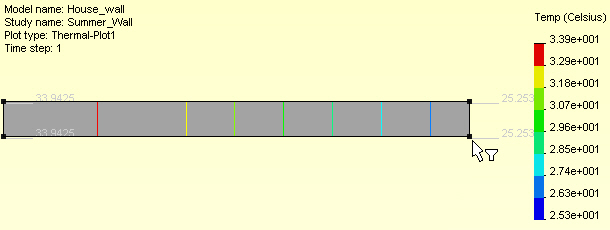 Model name: House_wall
Study name: Summer_Wall
Plot type: Thermal-Plot1
Time step: 1
Temp (Celsius)
3.39e+001
3.29e+001
3.18e+001
3.07e+001
2.96e+001
2.85e+001
2.74e+001
2.63e+001
2.53e+001
33.9425
25.253
33.9425
25.253